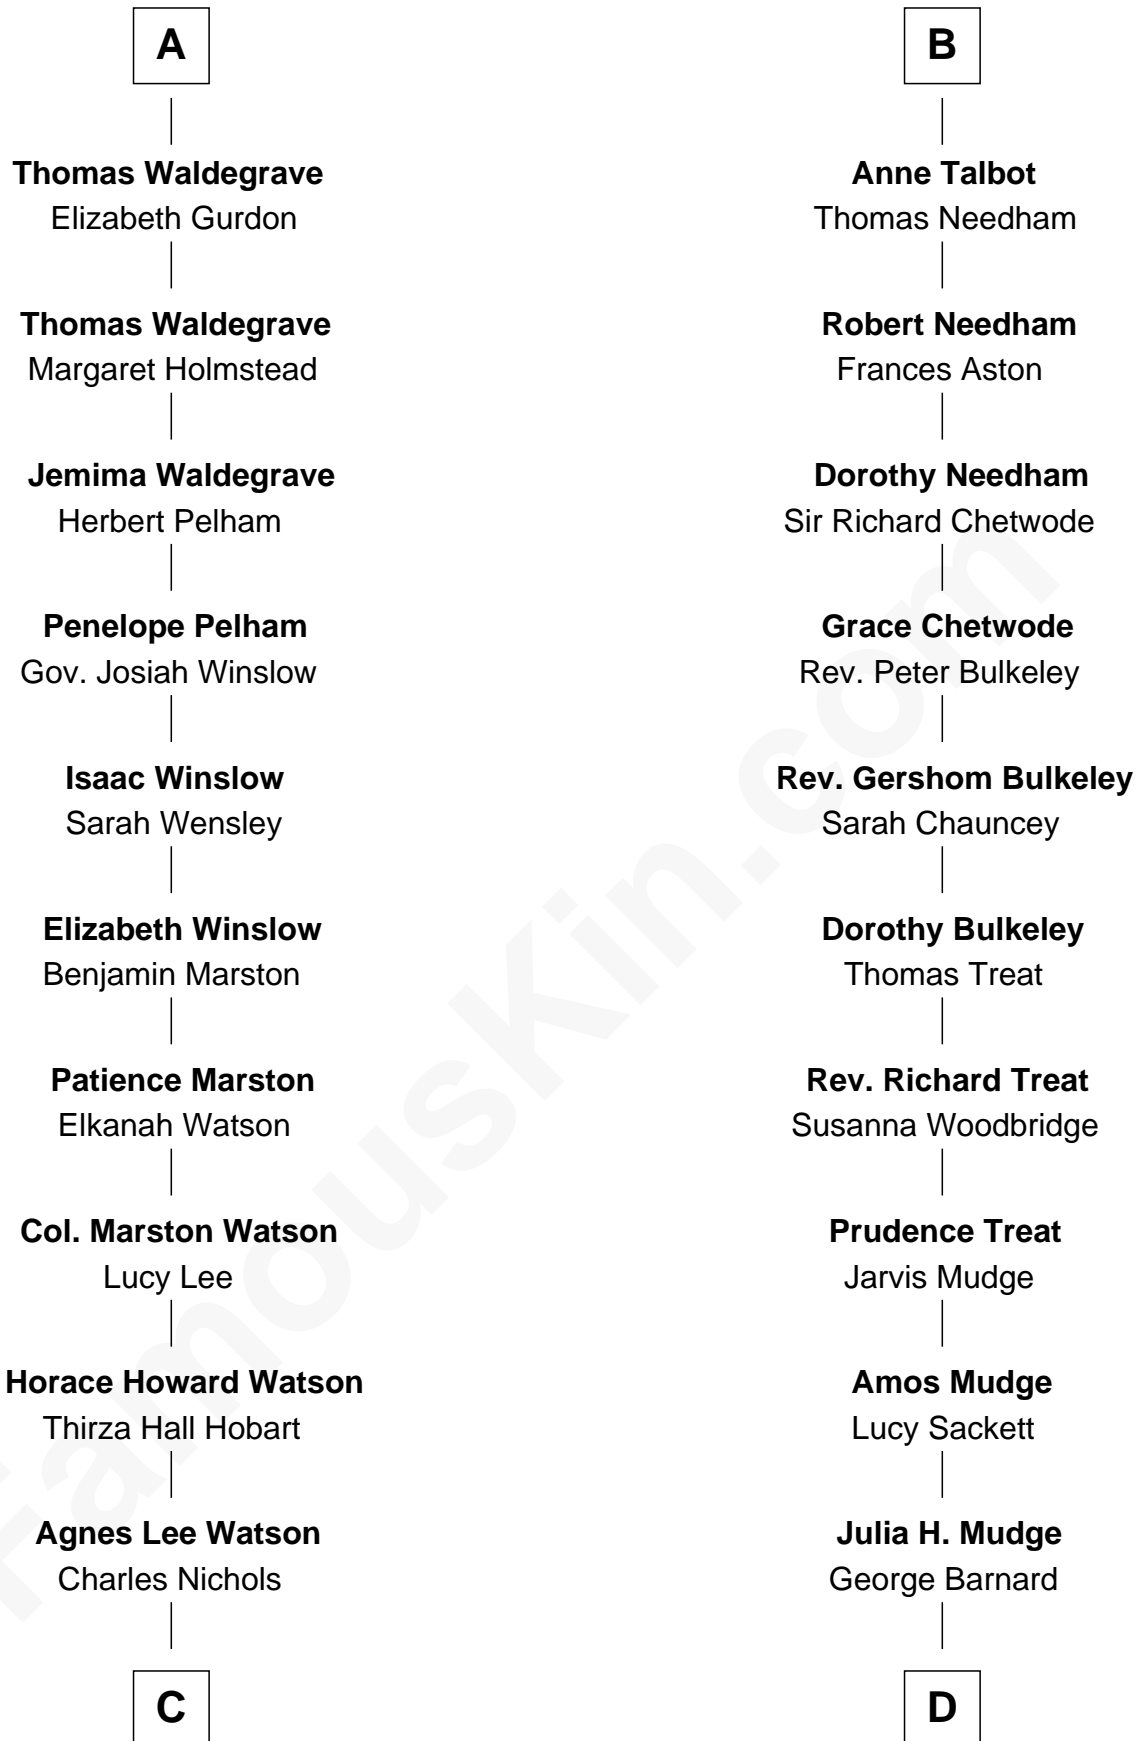 A
Thomas Waldegrave
Elizabeth Gurdon
Thomas Waldegrave
Margaret Holmstead
Jemima Waldegrave
Herbert Pelham
Penelope Pelham
Gov. Josiah Winslow
Isaac Winslow
Sarah Wensley
Elizabeth Winslow
Benjamin Marston
Patience Marston
Elkanah Watson
Col. Marston Watson
Lucy Lee
Horace Howard Watson
Thirza Hall Hobart
Agnes Lee Watson
Charles Nichols
C
B
Anne Talbot
Thomas Needham
Robert Needham
Frances Aston
Dorothy Needham
Sir Richard Chetwode
Grace Chetwode
Rev. Peter Bulkeley
Rev. Gershom Bulkeley
Sarah Chauncey
Dorothy Bulkeley
Thomas Treat
Rev. Richard Treat
Susanna Woodbridge
Prudence Treat
Jarvis Mudge
Amos Mudge
Lucy Sackett
Julia H. Mudge
George Barnard
D
FamousKin.com